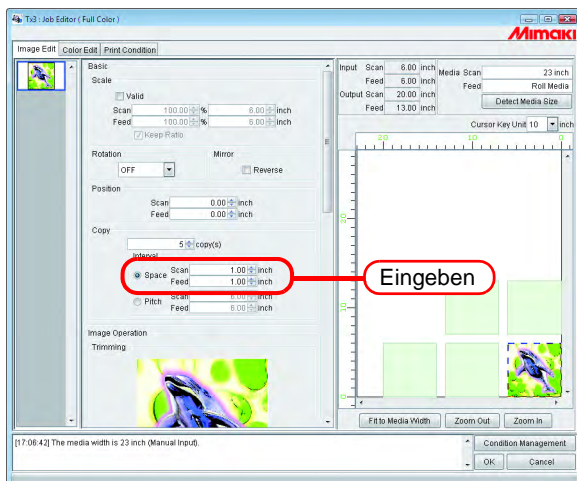 Tx3 : Job Editor ( Full Color )
Mimaki
Image Edit Color Edit Print Condition
Basic
Scale
Valid
Scan 100.00 % 6.00 inch
Feed 100.00 % 6.00 inch
Keep Ratio
Rotation Mirror
OFF Reverse
Position
Scan 0.00 inch
Feed 0.00 inch
Copy
5 copy(s)
Interval
Space Scan 1.00 inch
Feed 1.00 inch
Pitch Scan 6.00 inch
Feed 6.00 inch
Eingeben
Image Operation
Trimming
Input Scan 6.00 inch
Feed 6.00 inch
Output Scan 20.00 inch
Feed 13.00 inch
Media Scan 23 inch
Feed Roll Media
Detect Media Size
Cursor Key Unit 10 inch
20 10 0
20
30
0
Fit to Media Width Zoom Out Zoom In
[17:06:42] The media width is 23 inch (Manual Input).
Condition Management
OK Cancel